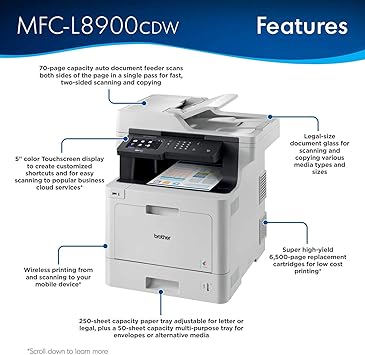 MFC-L8900CDW
Features
70-page capacity auto document feeder scans
both sides of the page in a single pass for fast,
two-sided scanning and copying
Legal-size
document glass for
scanning and
copying various
media types and
sizes
5" color Touchscreen display
to create customized
shortcuts and for easy
scanning to popular business
cloud services*
brother
Super high-yield
6,500-page replacement
cartridges for low cost
printing*
Wireless printing from
and scanning to your
mobile device*
250-sheet capacity paper tray adjustable for letter or
legal, plus a 50-sheet capacity multi-purpose tray for
envelopes or alternative media
*Scroll down to learn more